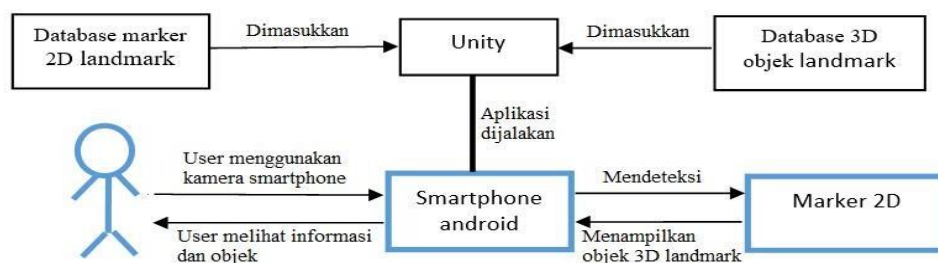 Database marker
2D landmark
Dimasukkan
Unity
Dimasukkan
Database 3D
objek landmark
Aplikasi
dijalakan
User menggunakan
kamera smartphone
Smartphone
android
Mendeteksi
Marker 2D
User melihat informasi
dan objek
Menampilkan
objek 3D landmark